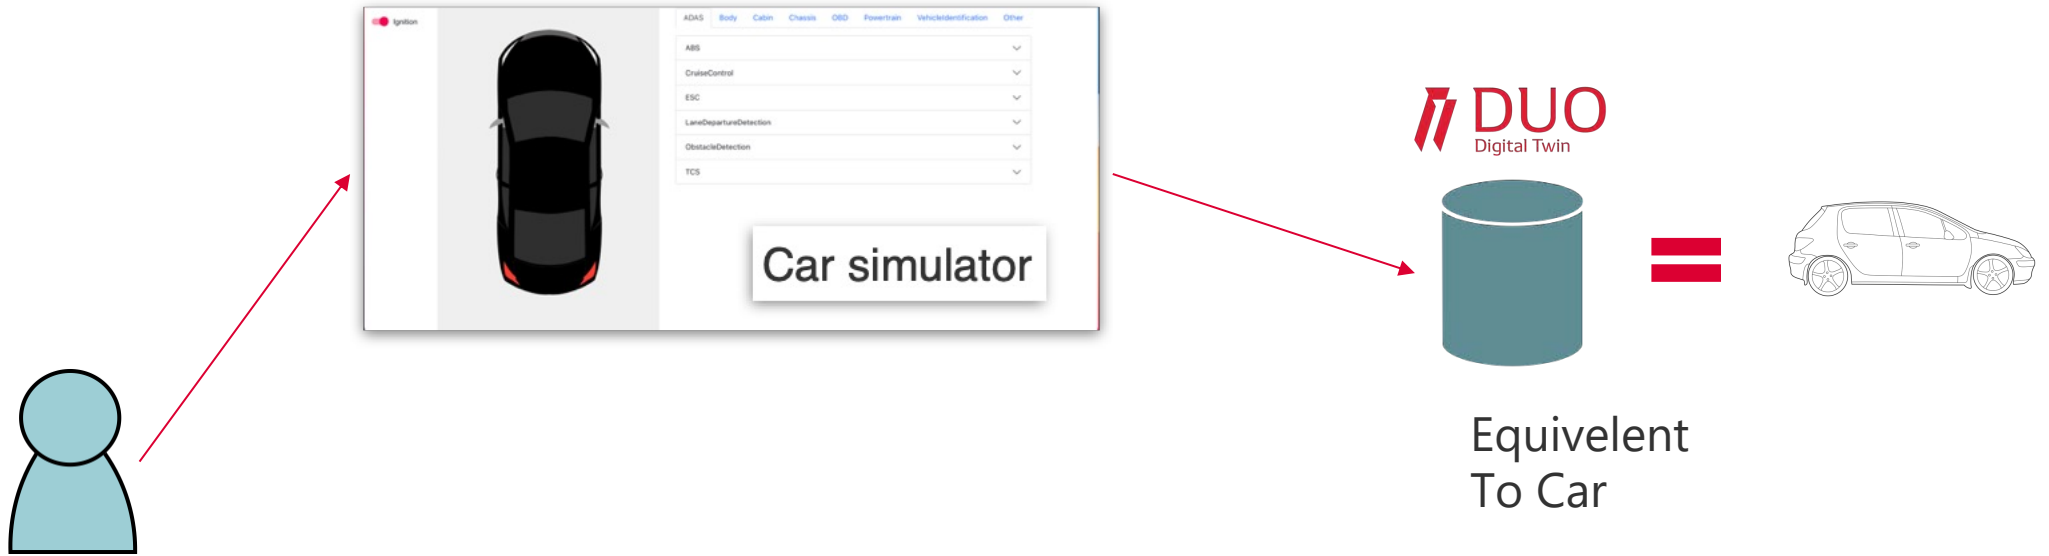 Ignition
ADAS Body Cabin Chassis OBD Powertrain VehicleIdentification Other
ABS
CruiseControl
ESC
LaneDepartureDetection
ObstacleDetection
TCS
Car simulator
DUO
Digital Twin
Equivelent
To Car